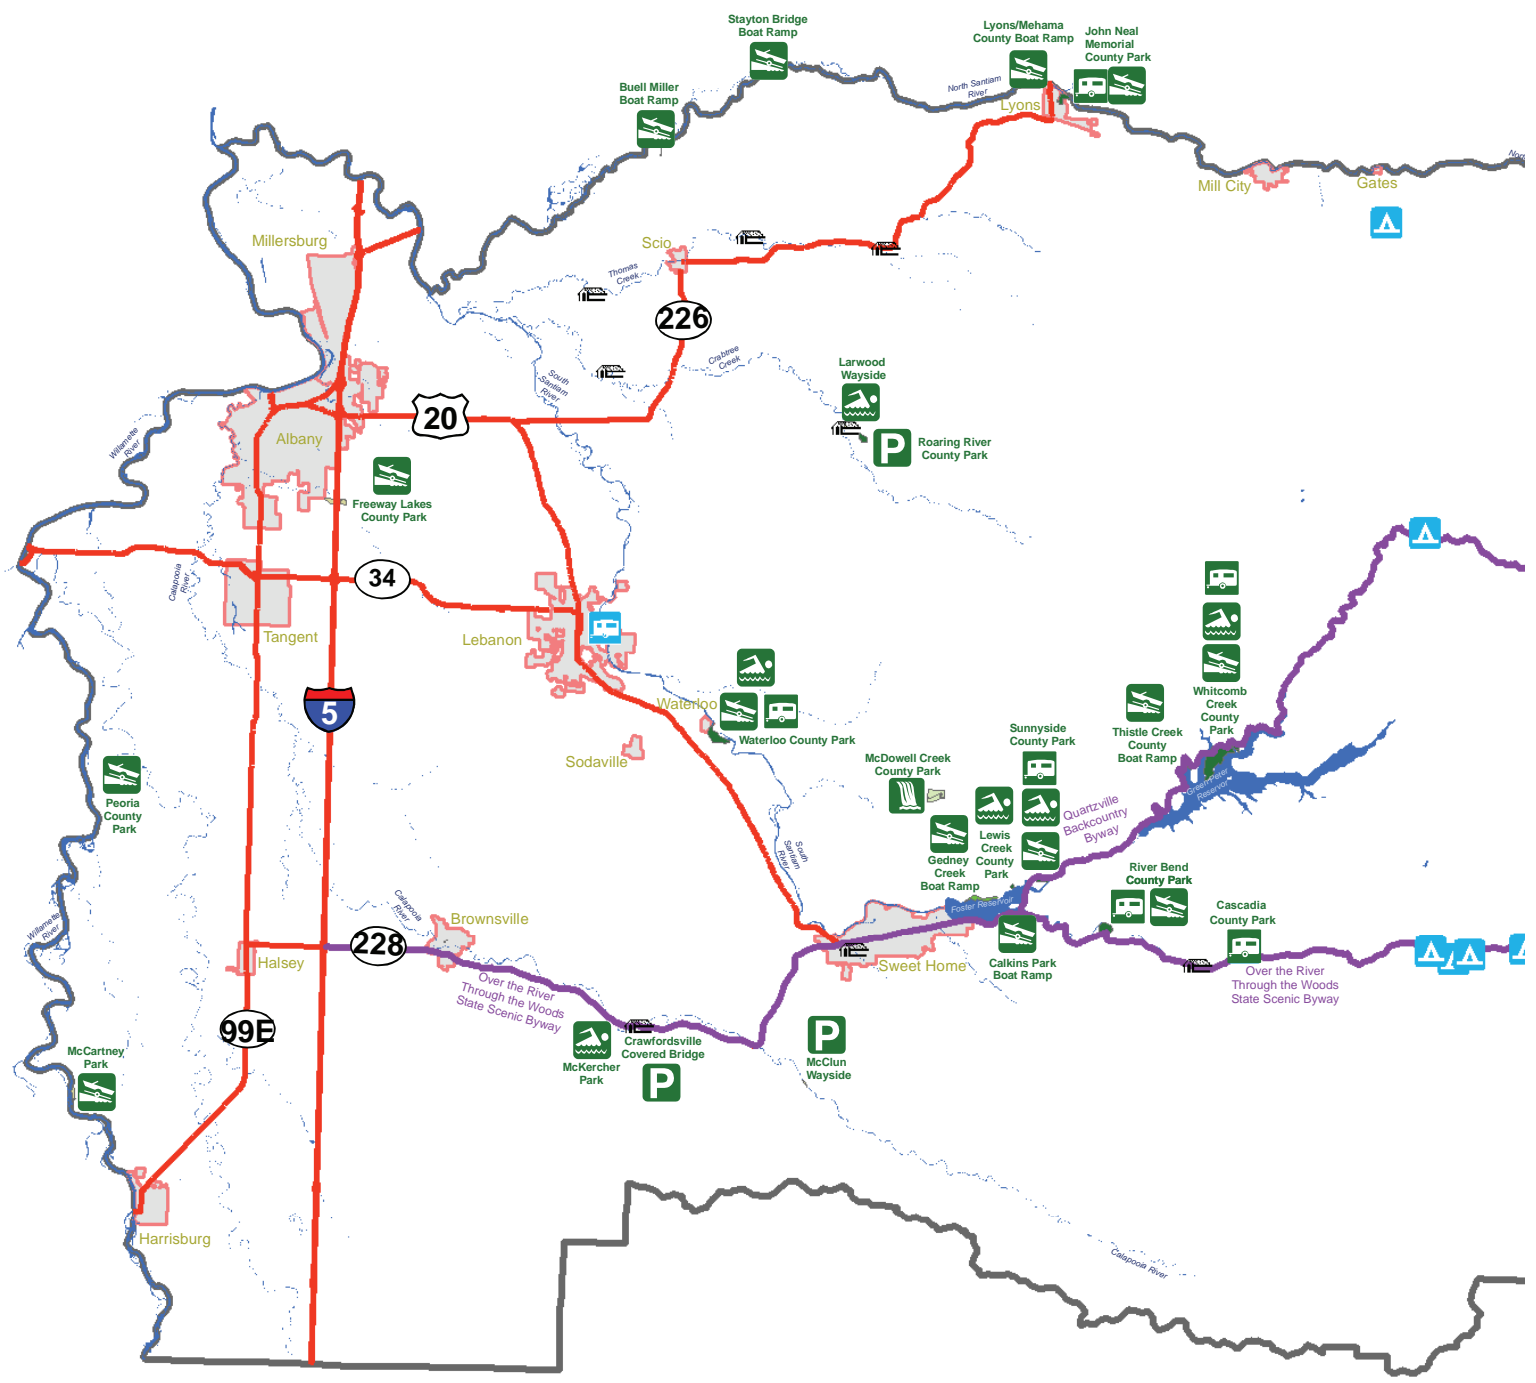 Stayton Bridge
Boat Ramp
Lyons/Mehama
County Boat Ramp
John Neal
Memorial
County Park
Buell Miller
Boat Ramp
North Santiam
River
Lyons
Mill City
Gates
Millersburg
Scio
Thomas
Creek
226
Crabtree
Creek
South
Santiam
River
Larwood
Wayside
20
Albany
Willamette
River
P
Roaring River
County Park
Freeway Lakes
County Park
34
Calapooia
River
Tangent
Lebanon
5
Waterloo
Waterloo County Park
Sodaville
Whitcomb
Creek
County
Park
Thistle Creek
County
Boat Ramp
Sunnyside
County Park
McDowell Creek
County Park
Green Peter
Reservoir
Peoria
County
Park
Quartzville
Backcountry
Byway
Lewis
Creek
County
Park
Gedney
Creek
Boat Ramp
South
Santiam
River
River Bend
County Park
Foster Reservoir
Cascadia
County Park
Calapooia
River
Brownsville
Willamette
River
228
Halsey
Sweet Home
Calkins Park
Boat Ramp
Over the River
Through the Woods
State Scenic Byway
Over the River
Through the Woods
State Scenic Byway
99E
McCartney
Park
McKercher
Park
Crawfordsville
Covered Bridge
P
P
McClun
Wayside
Harrisburg
Calapooia River